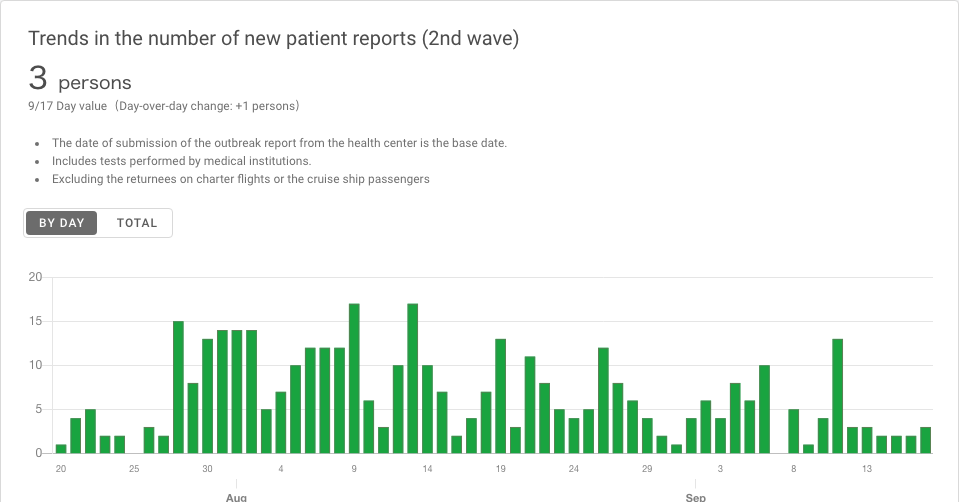 Trends in the number of new patient reports (2nd wave)
3 persons
9/17 Day value（Day-over-day change: +1 persons）
• The date of submission of the outbreak report from the health center is the base date.
• Includes tests performed by medical institutions.
• Excluding the returnees on charter flights or the cruise ship passengers
BY DAY TOTAL
20
15
10
5
0
20 25 30 4 9 14 19 24 29 3 8 13
Aug Sep